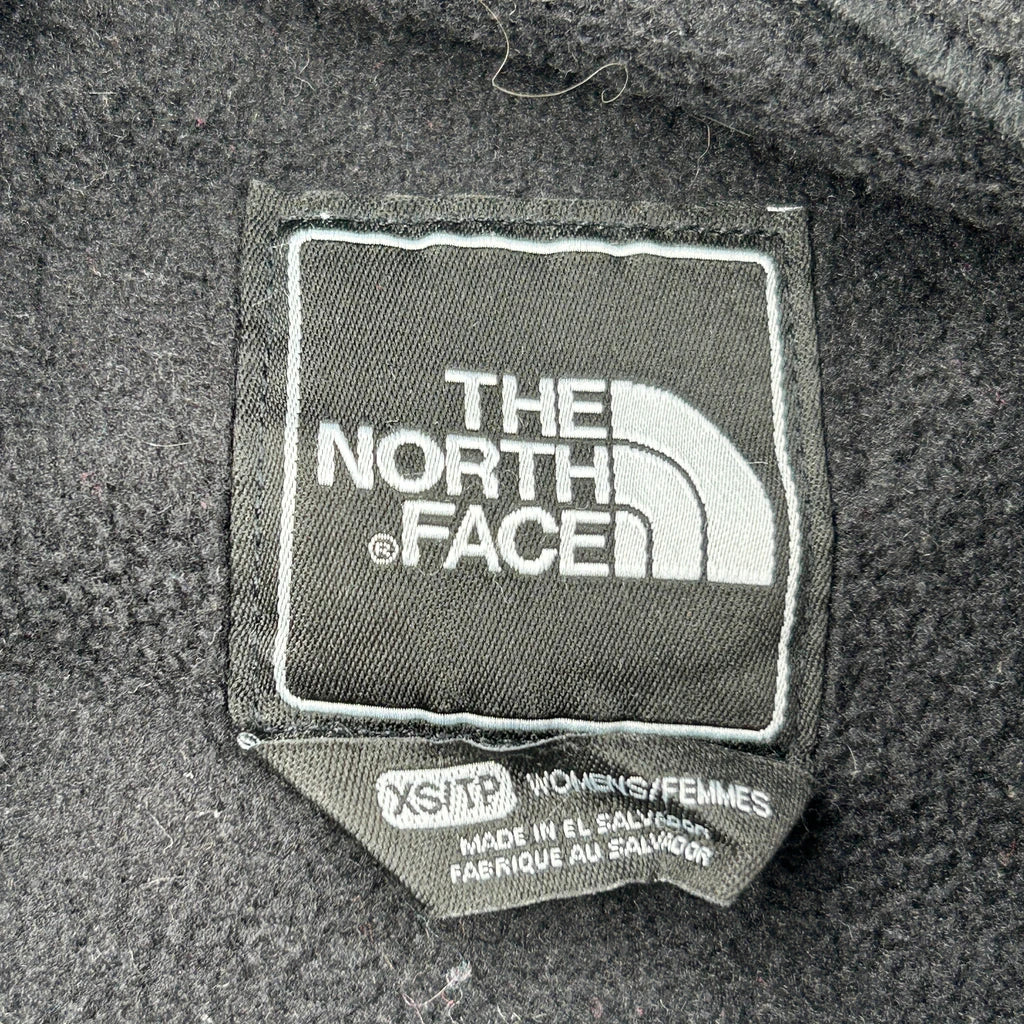 THE
NORTH
®FACE
XS/TP WOMENS/FEMMES
MADE IN EL SALVADOR
FABRIQUE AU SALVADOR